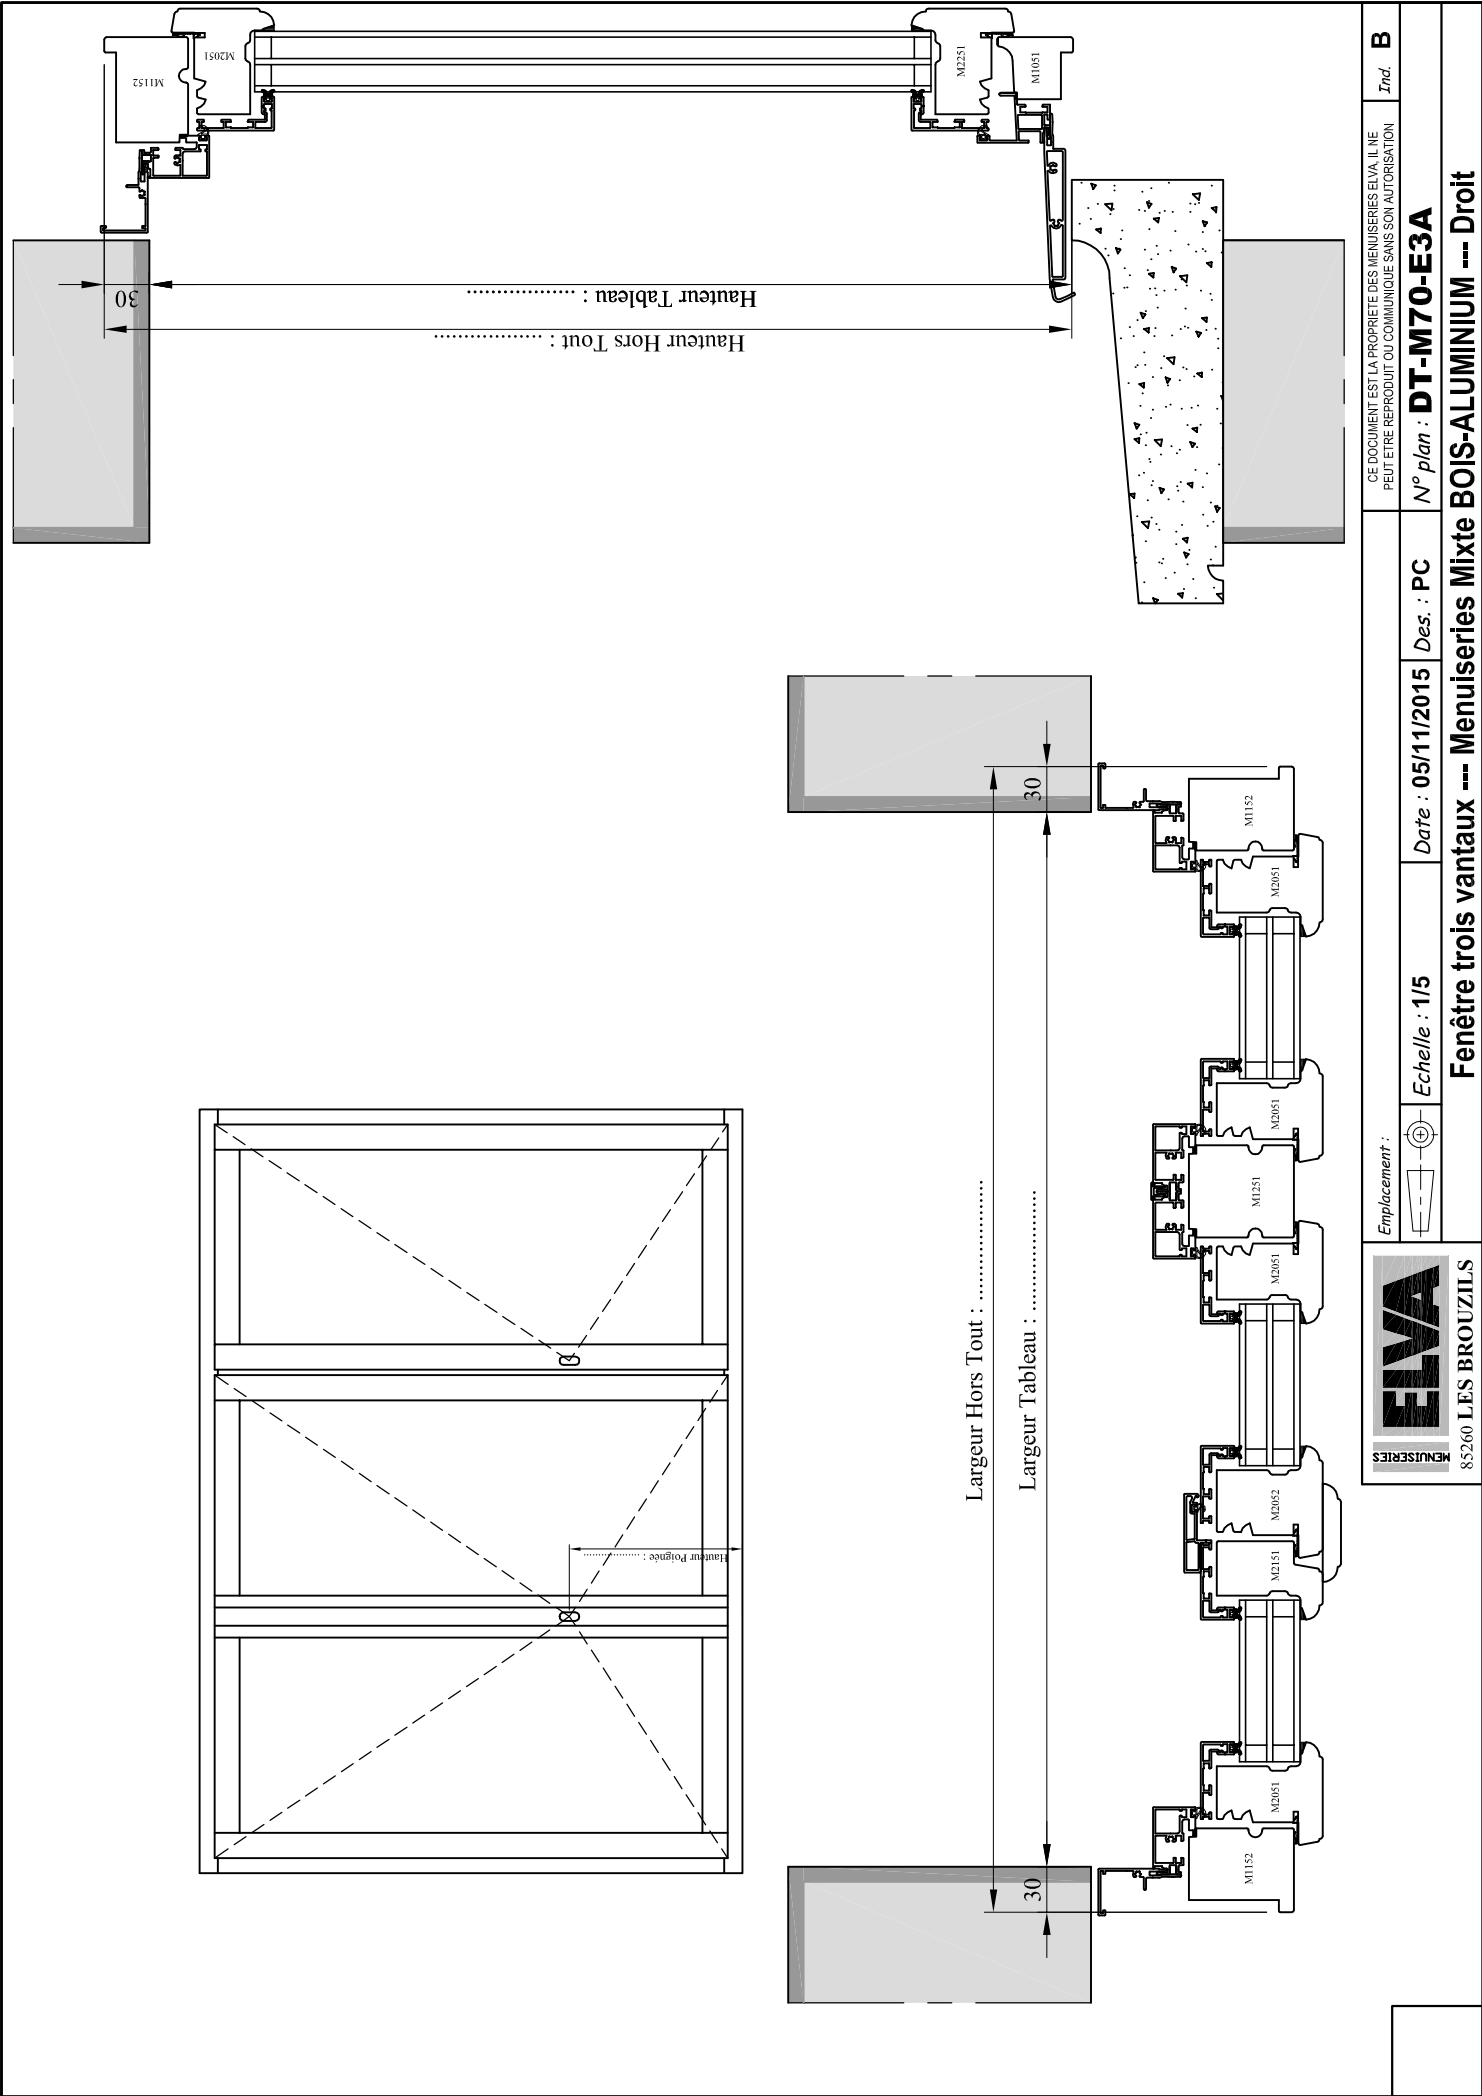 Hauteur Poignée : ..................
M1152
M2051
M2251
M1051
30
Hauteur Tableau : ..................
Hauteur Hors Tout : ..................
Largeur Hors Tout : ..................
Largeur Tableau : ..................
30
30
M1152
M2051
M2151
M2052
M2051
M1251
M2051
M2051
M1152
MENUISERIES
ELVA
85260 LES BROUZILS
Emplacement :
CE DOCUMENT EST LA PROPRIETE DES MENUISERIES ELVA, IL NE
PEUT ETRE REPRODUIT OU COMMUNIQUE SANS SON AUTORISATION
Ind. B
Echelle : 1/5
Date : 05/11/2015
Des. : PC
N° plan : DT-M70-E3A
Fenêtre trois vantaux --- Menuiseries Mixte BOIS-ALUMINIUM --- Droit